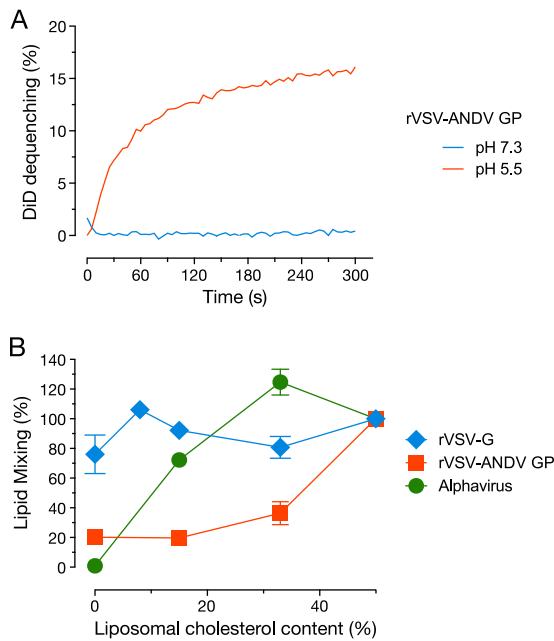 A
DiD dequenching (%)
20
15
10
5
0
0 60 120 180 240 300
Time (s)
rVSV-ANDV GP
pH 7.3
pH 5.5
B
Lipid Mixing (%)
140
120
100
80
60
40
20
0
0 20 40
Liposomal cholesterol content (%)
rVSV-G
rVSV-ANDV GP
Alphavirus